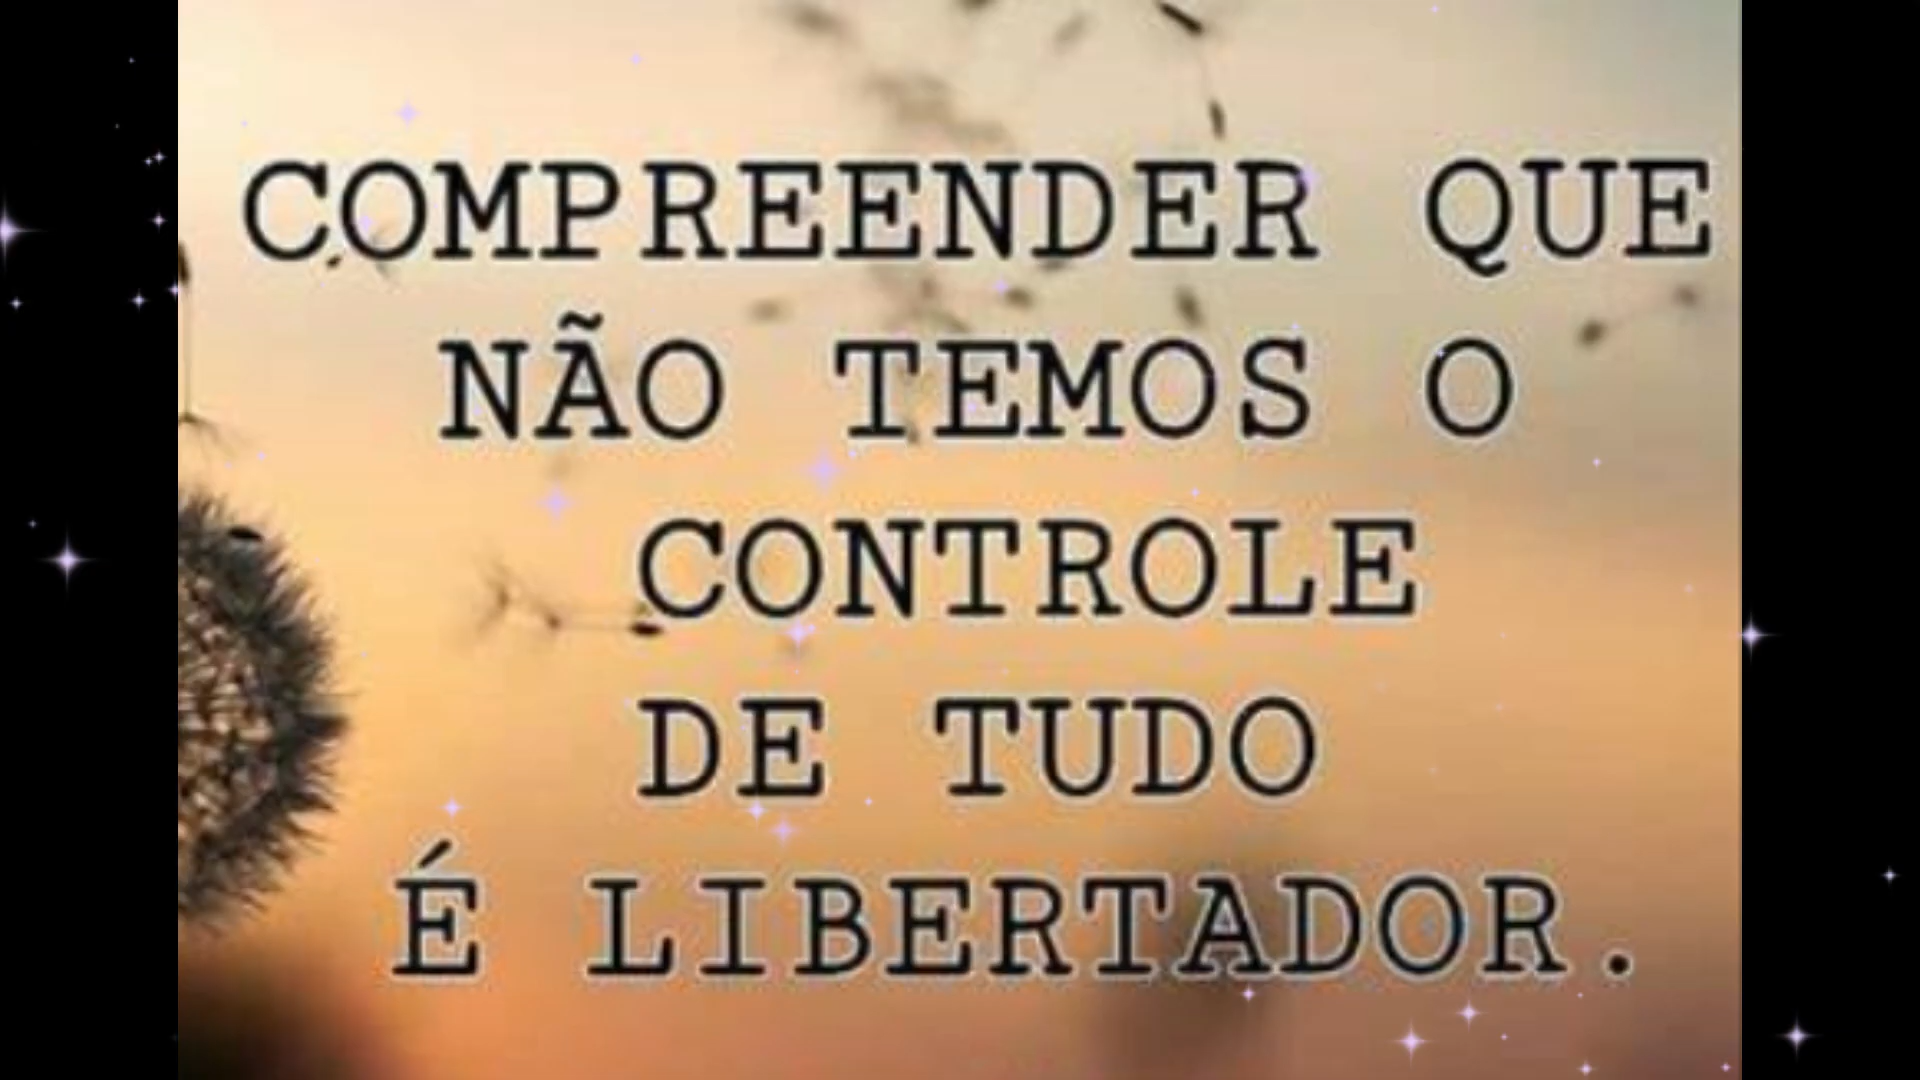 COMPREENDER QUE
NÃO TEMOS O
CONTROLE
DE TUDO
É LIBERTADOR.